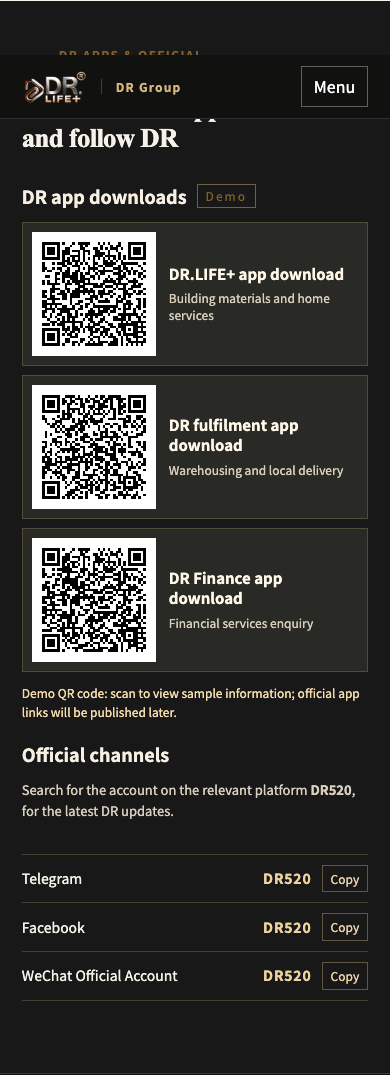 DR APPS & OFFICIAL
DR.®
LIFE+
DR Group
Menu
and follow DR
DR app downloads
Demo
DR.LIFE+ app download
Building materials and home
services
DR fulfilment app
download
Warehousing and local delivery
DR Finance app
download
Financial services enquiry
Demo QR code: scan to view sample information; official app
links will be published later.
Official channels
Search for the account on the relevant platform DR520,
for the latest DR updates.
Telegram
DR520
Copy
Facebook
DR520
Copy
WeChat Official Account
DR520
Copy